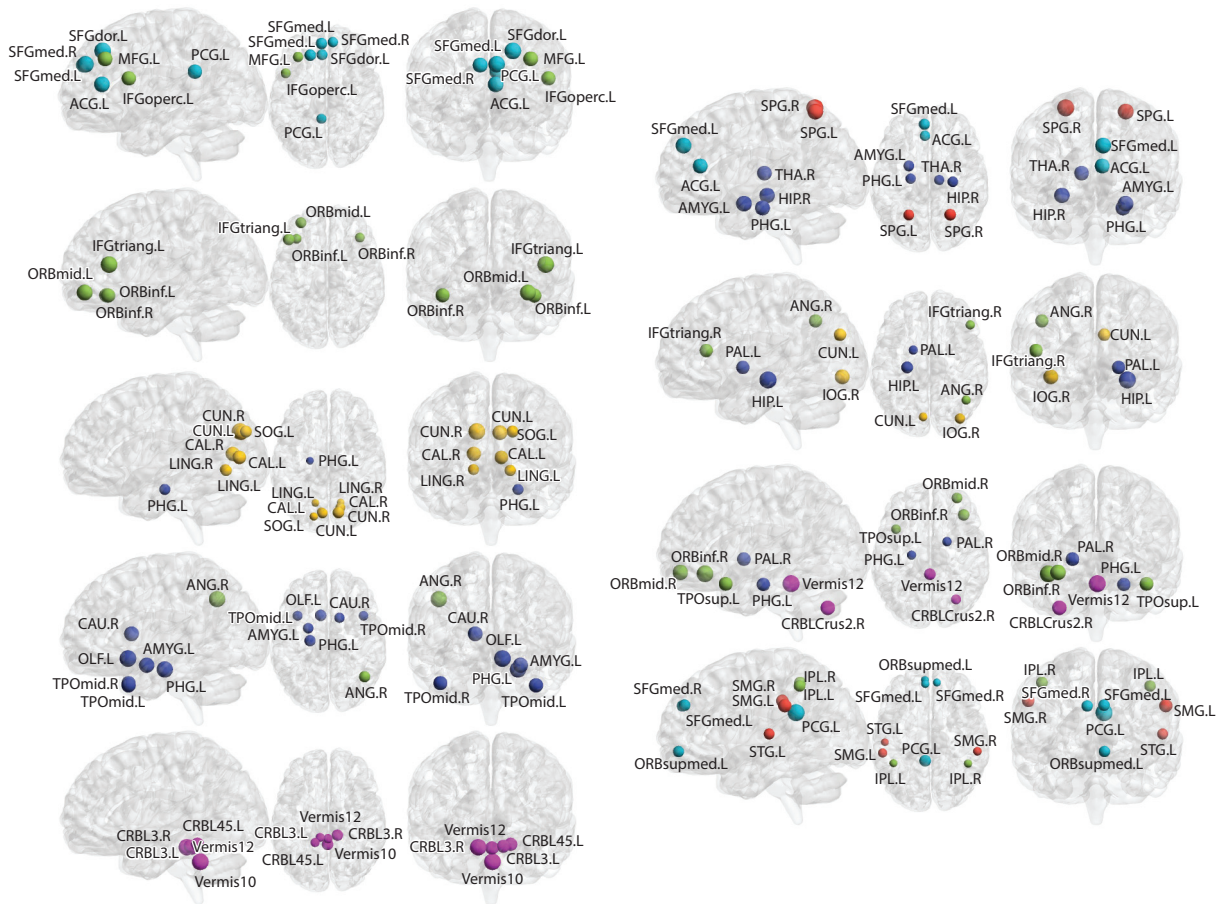 SFGdor.L
SFGmed.R
MFG.L
PCG.L
SFGmed.L
ACG.L
IFGoperc.L
SFGmed.L
SFGmed.L
SFGmed.R
MFG.L
SFGdor.L
IFGoperc.L
PCG.L
SFGdor.L
SFGmed.L
MFG.L
SFGmed.R
PCG.L
IFGoperc.L
ACG.L
IFGtriang.L
ORBmid.L
ORBinf.L
ORBinf.R
ORBmid.L
IFGtriang.L
ORBinf.L
ORBinf.R
IFGtriang.L
ORBmid.L
ORBinf.R
ORBinf.L
CUN.R
CUN.L
SOG.L
CAL.R
CAL.L
LING.R
LING.L
PHG.L
PHG.L
LING.L
LING.R
CAL.L
CAL.R
SOG.L
CUN.R
CUN.L
CUN.L
CUN.R
SOG.L
CAL.R
CAL.L
LING.R
LING.L
PHG.L
ANG.R
CAU.R
OLF.L
AMYG.L
PHG.L
TPOmid.R
TPOmid.L
OLF.L
CAU.R
TPOmid.L
TPOmid.R
AMYG.L
PHG.L
ANG.R
ANG.R
CAU.R
OLF.L
AMYG.L
PHG.L
TPOmid.R
TPOmid.L
CRBL45.L
CRBL3.R
Vermis12
CRBL3.L
Vermis10
Vermis12
CRBL3.L
CRBL3.R
CRBL45.L
Vermis10
Vermis12
CRBL45.L
CRBL3.R
CRBL3.L
Vermis10
SPG.R
SPG.L
SFGmed.L
ACG.L
THA.R
AMYG.L
HIP.R
PHG.L
SFGmed.L
ACG.L
AMYG.L
THA.R
PHG.L
HIP.R
SPG.L
SPG.R
SPG.R
SPG.L
SFGmed.L
THA.R
ACG.L
AMYG.L
HIP.R
PHG.L
ANG.R
IFGtriang.R
CUN.L
PAL.L
HIP.L
IOG.R
IFGtriang.R
PAL.L
HIP.L
ANG.R
CUN.L
IOG.R
ANG.R
CUN.L
IFGtriang.R
PAL.L
IOG.R
HIP.L
ORBinf.R
PAL.R
ORBmid.R
Vermis12
TPOsup.L
PHG.L
CRBLCrus2.R
ORBmid.R
ORBinf.R
TPOsup.L
PAL.R
PHG.L
Vermis12
CRBLCrus2.R
ORBmid.R
PAL.R
PHG.L
ORBinf.R
Vermis12
TPOsup.L
CRBLCrus2.R
SMG.R
IPL.R
SMG.L
IPL.L
SFGmed.R
SFGmed.L
PCG.L
STG.L
ORBsupmed.L
ORBsupmed.L
SFGmed.L
SFGmed.R
STG.L
PCG.L
SMG.R
SMG.L
IPL.L
IPL.R
IPL.R
IPL.L
SFGmed.R
SFGmed.L
SMG.R
SMG.L
PCG.L
STG.L
ORBsupmed.L